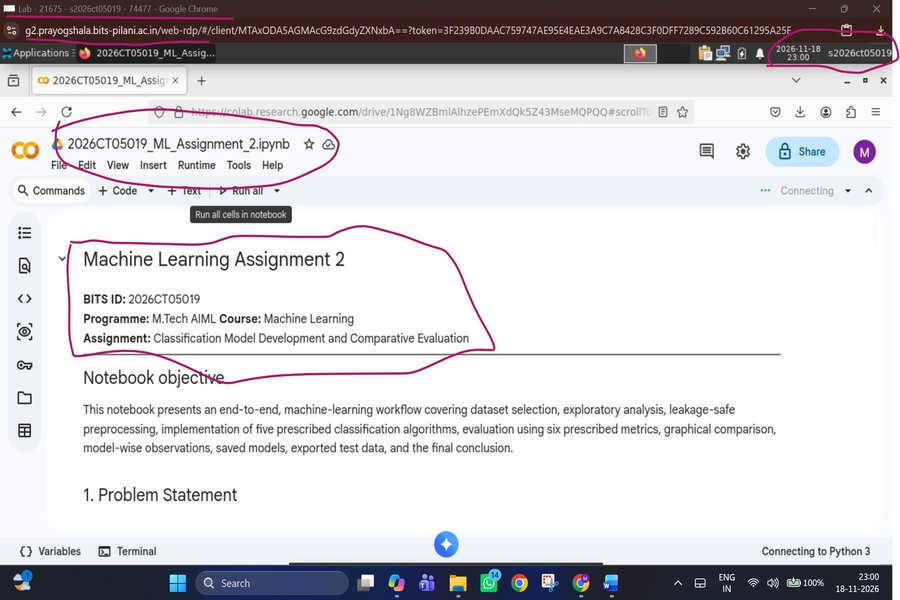 Lab - 21675 - s2026ct05019 - 74477 - Google Chrome
g2.prayogshala.bits-pilani.ac.in/web-rdp/#/client/MTAxODA5AGMAcG9zdGdyZXNxbA==?token=3F239B0DAAC759747AE95E4EAE3A9C7A8428C3F0DFF7289C592B60C61295A25F
Applications
2026CT05019_ML_Assig...
2026-11-18
23:00
s2026ct05019
2026CT05019_ML_Assig
https://colab.research.google.com/drive/1Ng8WZBmlAlhzePEmXdQk5Z43MseMQPQQ#scrollTo
2026CT05019_ML_Assignment_2.ipynb
File Edit View Insert Runtime Tools Help
Share
M
Commands + Code + Text Run all
Connecting
Run all cells in notebook
Machine Learning Assignment 2
BITS ID: 2026CT05019
Programme: M.Tech AIML Course: Machine Learning
Assignment: Classification Model Development and Comparative Evaluation
Notebook objective
This notebook presents an end-to-end, machine-learning workflow covering dataset selection, exploratory analysis, leakage-safe
preprocessing, implementation of five prescribed classification algorithms, evaluation using six prescribed metrics, graphical comparison,
model-wise observations, saved models, exported test data, and the final conclusion.
1. Problem Statement
Variables Terminal
Connecting to Python 3
Search
14
ENG
IN
100%
23:00
18-11-2026